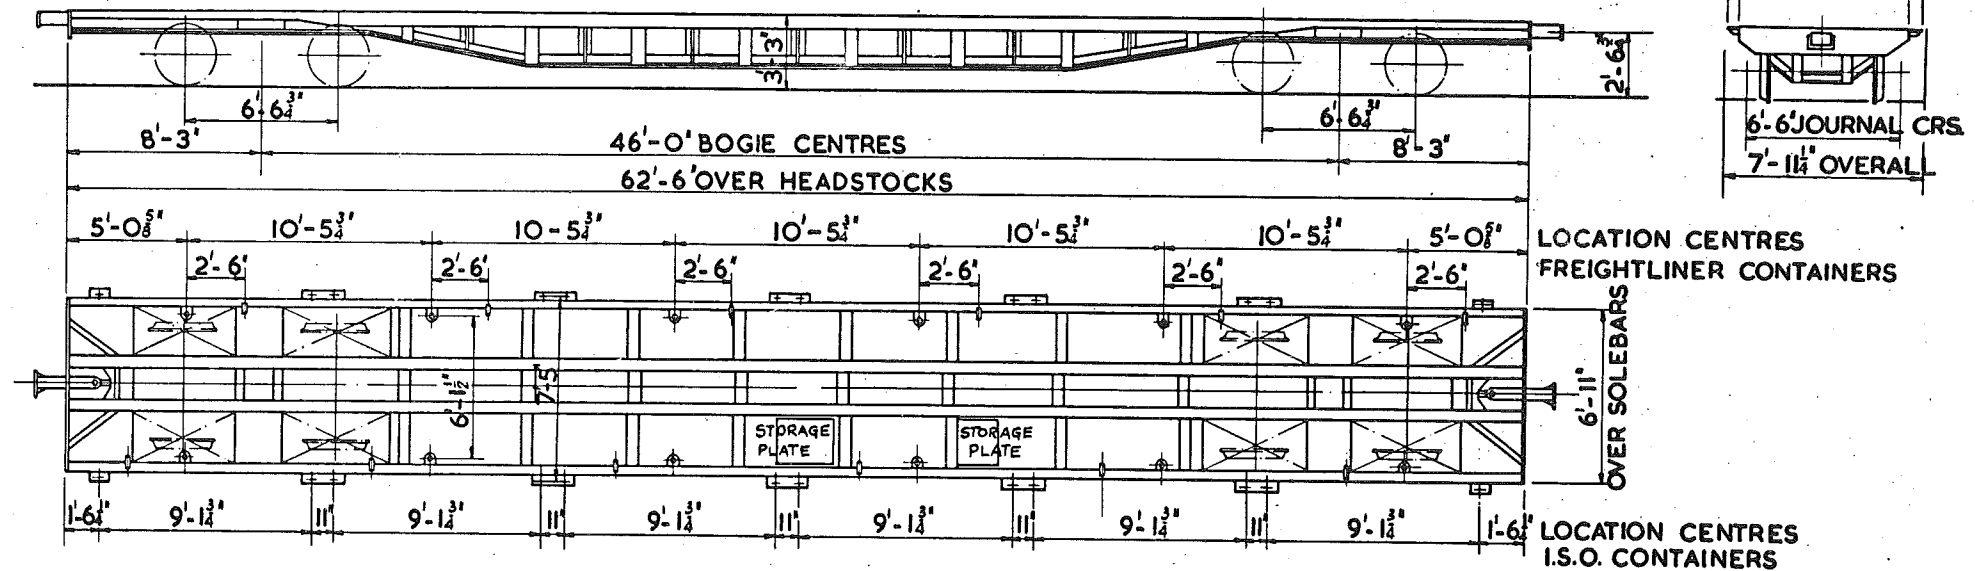 3'-3"
2'-6¾"
6'-6¾"
6'-6¾"
6'-6" JOURNAL CRS.
8'-3"
46'-0" BOGIE CENTRES
8'-3"
7'-11¼" OVERALL
62'-6" OVER HEADSTOCKS
5'-0⅝"
10'-5¾"
10-5¾"
10'-5¾"
10'-5¾"
10'-5¾"
5'-0⅝"
LOCATION CENTRES
FREIGHTLINER CONTAINERS
2'-6"
2'-6'
2'-6"
2'-6"
2'-6"
2'-6"
6'-1½"
7'-5
6'-11"
OVER SOLEBARS
STORAGE
PLATE
STORAGE
PLATE
1'-6¼"
9'-1¾"
11"
9'-1¾"
11"
9'-1¾"
11"
9'-1¾"
11"
9'-1¾"
11"
9'-1¾"
1'-6¼"
LOCATION CENTRES
I.S.O. CONTAINERS